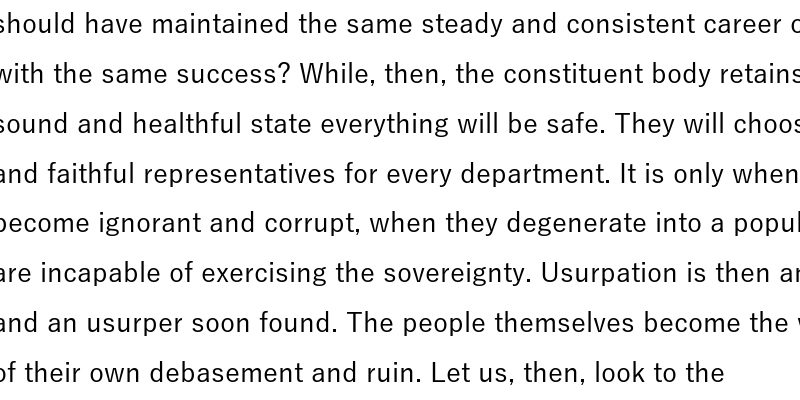 should have maintained the same steady and consistent career
with the same success? While, then, the constituent body retains
sound and healthful state everything will be safe. They will choos
and faithful representatives for every department. It is only when
become ignorant and corrupt, when they degenerate into a popul
are incapable of exercising the sovereignty. Usurpation is then an
and an usurper soon found. The people themselves become the
of their own debasement and ruin. Let us, then, look to the